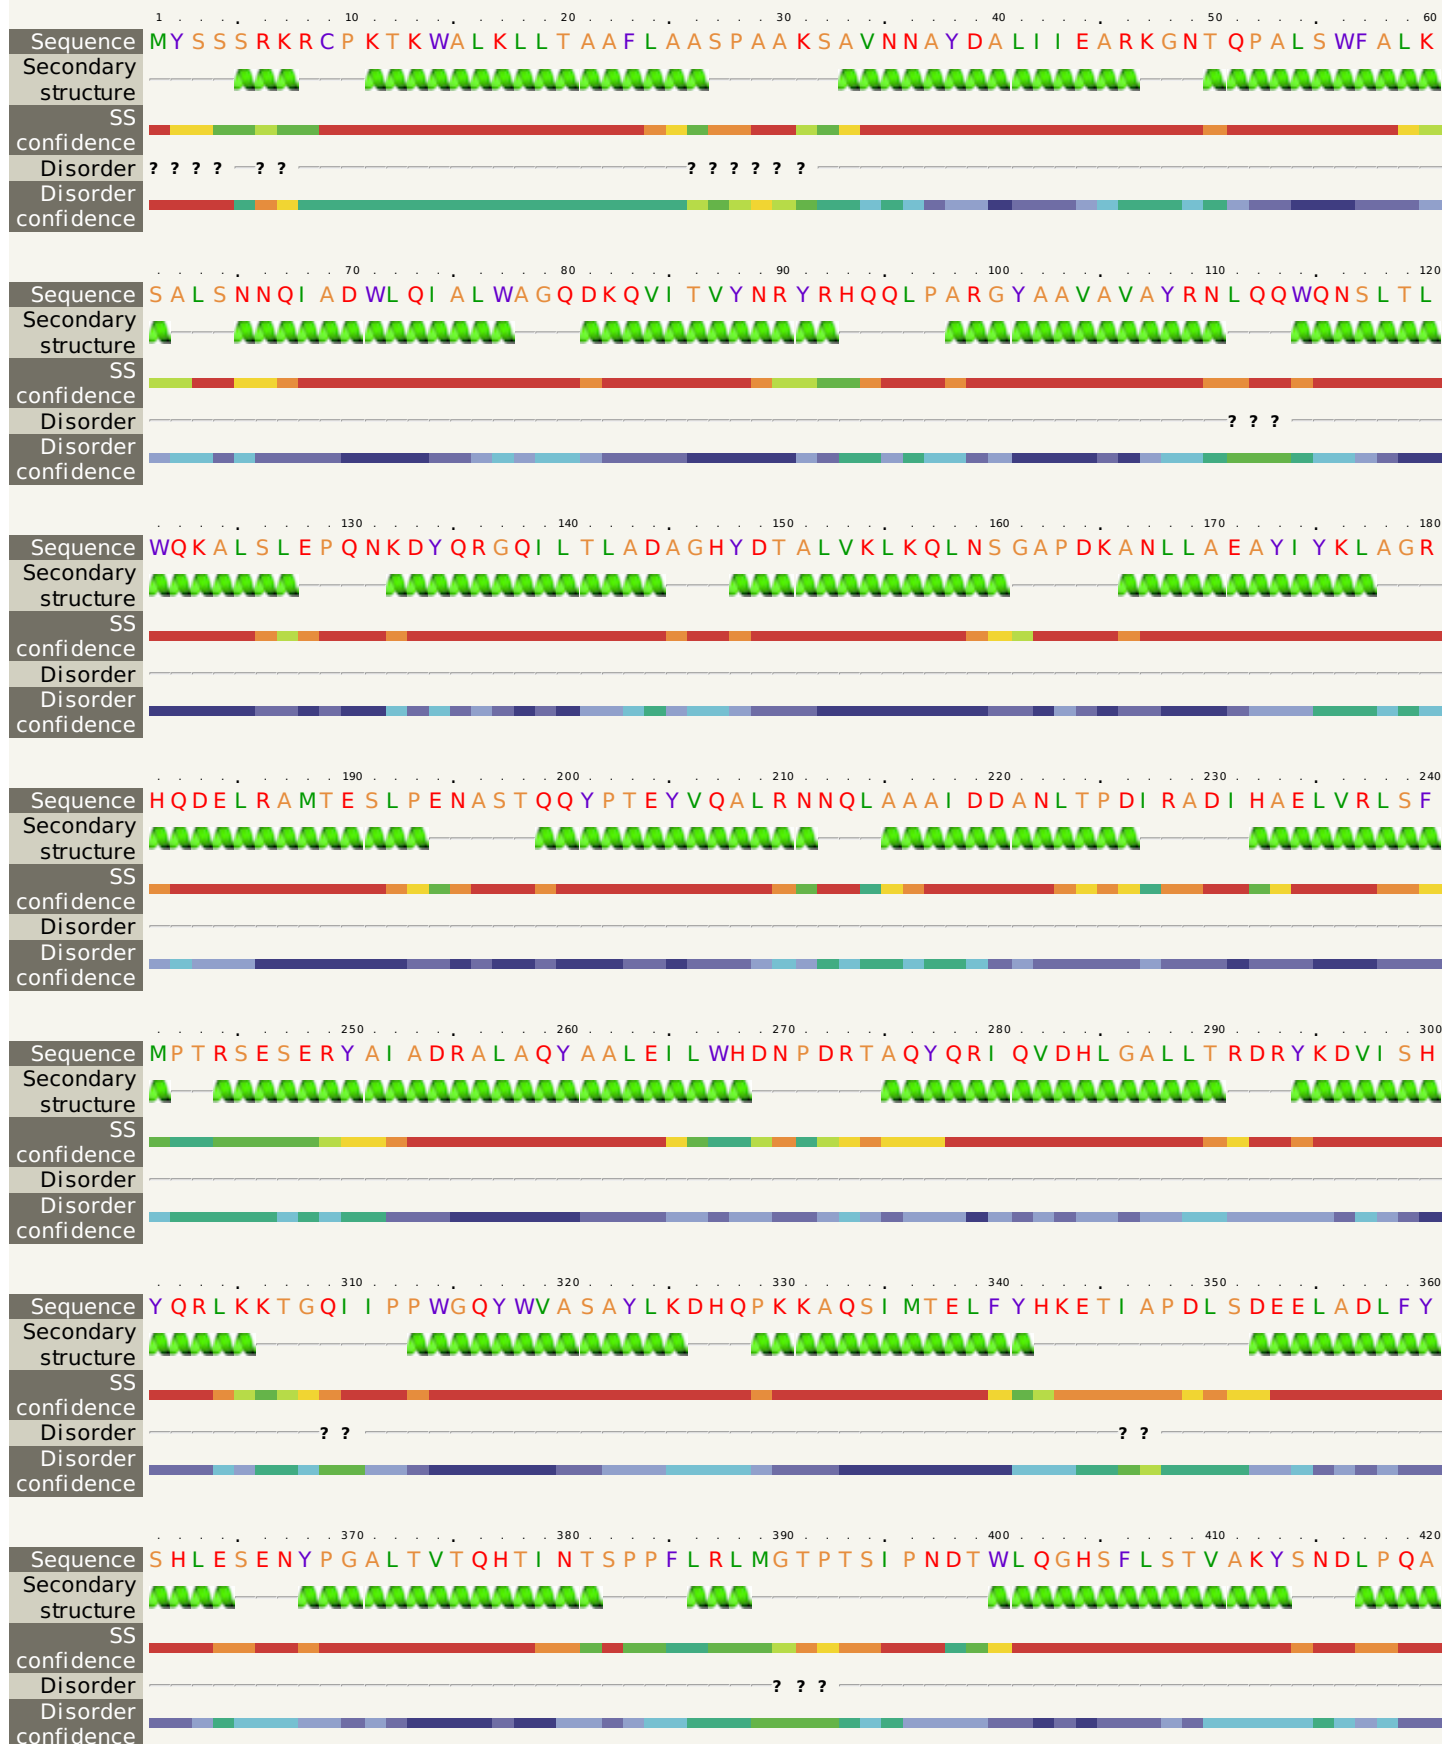 1 10 20 30 40 50 60
Sequence MYSSSRKRCPKTKWALKLLTAAFLAASPAAKSAVNNAYDALIIEARKGNTQPALSWFALK
Secondary
structure
SS
confidence
Disorder ? ? ? ? ? ? ? ? ? ? ? ?
Disorder
confidence
70 80 90 100 110 120
Sequence SALSNNQIADWLQIALWAGQDKQVITVYNRYRHQQLPARGYAAVAVAYRNLQQWQNSLTL
Secondary
structure
SS
confidence
Disorder ? ? ?
Disorder
confidence
130 140 150 160 170 180
Sequence WQKALSLEPQNKDYQRGQILTLADAGHYDTALVKLKQLNSGAPDKANLLAEAYIYKLAGR
Secondary
structure
SS
confidence
Disorder
Disorder
confidence
190 200 210 220 230 240
Sequence HQDELRAMTESLPENASTQQYPTEYVQALRNNQLAAAIDDANLTPDIRADIHAELVRLSF
Secondary
structure
SS
confidence
Disorder
Disorder
confidence
250 260 270 280 290 300
Sequence MPTRSESERYAIADRALAQYAALEILWHDNPDRTAQYQRIQVDHLGALLTRDRYKDVISH
Secondary
structure
SS
confidence
Disorder
Disorder
confidence
310 320 330 340 350 360
Sequence YQRLKKTGQIIPPWGQYWVASAYLKDHQPKKAQSIMTELFYHKETIAPDLSDEELADLFY
Secondary
structure
SS
confidence
Disorder ? ? ? ?
Disorder
confidence
370 380 390 400 410 420
Sequence SHLESENYPGALTVTQHTINTSPPFLRLMGTPTSIPNDTWLQGHSFLSTVAKYSNDLPQA
Secondary
structure
SS
confidence
Disorder ? ? ?
Disorder
confidence